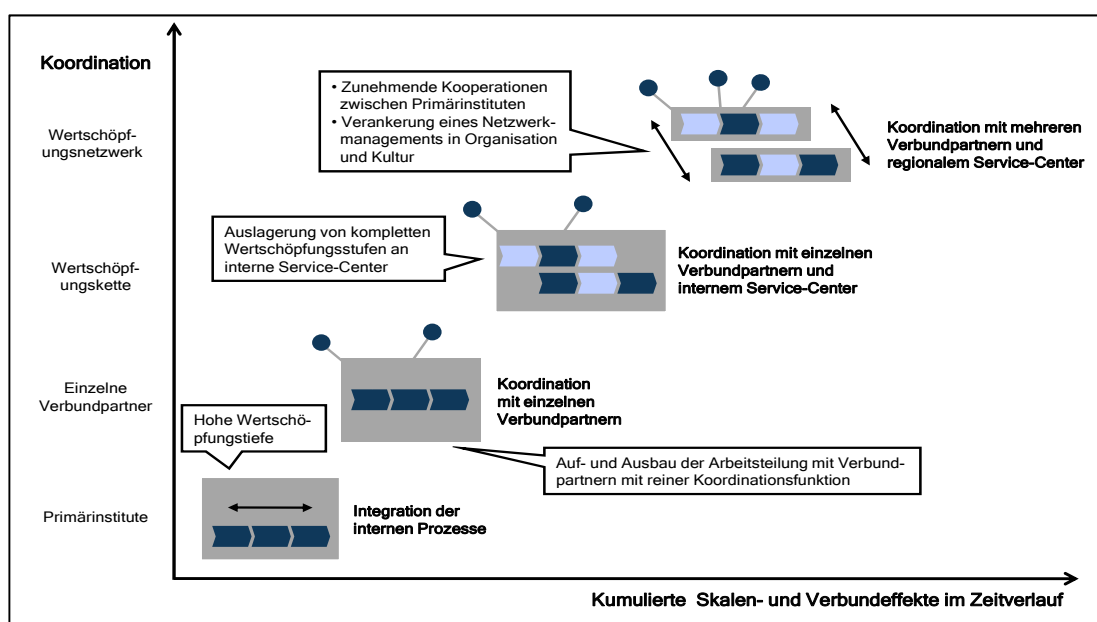 Koordination
Wertschöpf-
ungsnetzwerk
• Zunehmende Kooperationen
zwischen Primärinstituten
• Verankerung eines Netzwerk-
managements in Organisation
und Kultur
Koordination mit mehreren
Verbundpartnern und
regionalem Service-Center
Wertschöpf-
ungskette
Auslagerung von kompletten
Wertschöpfungsstufen an
interne Service-Center
Koordination mit einzelnen
Verbundpartnern und
internem Service-Center
Einzelne
Verbundpartner
Koordination
mit einzelnen
Verbundpartnern
Hohe Wertschö-
pfungstiefe
Auf- und Ausbau der Arbeitsteilung mit Verbund-
partnern mit reiner Koordinationsfunktion
Primärinstitute
Integration der
internen Prozesse
Kumulierte Skalen- und Verbundeffekte im Zeitverlauf